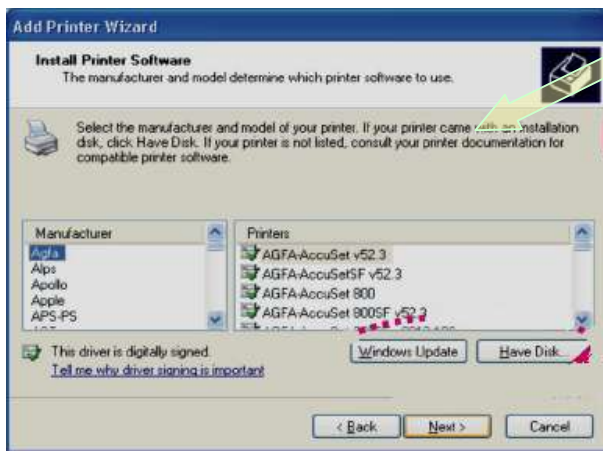 Add Printer Wizard
Install Printer Software
The manufacturer and model determine which printer software to use.
Select the manufacturer and model of your printer. If your printer came with an installation
disk, click Have Disk. If your printer is not listed, consult your printer documentation for
compatible printer software.
Manufacturer
Agfa
Alps
Apollo
Apple
APS-PS
Printers
AGFA-AccuSet v52.3
AGFA-AccuSetSF v52.3
AGFA-AccuSet 800
AGFA-AccuSet 800SF v52.3
This driver is digitally signed.
Tell me why driver signing is important
Windows Update
Have Disk...
< Back
Next >
Cancel